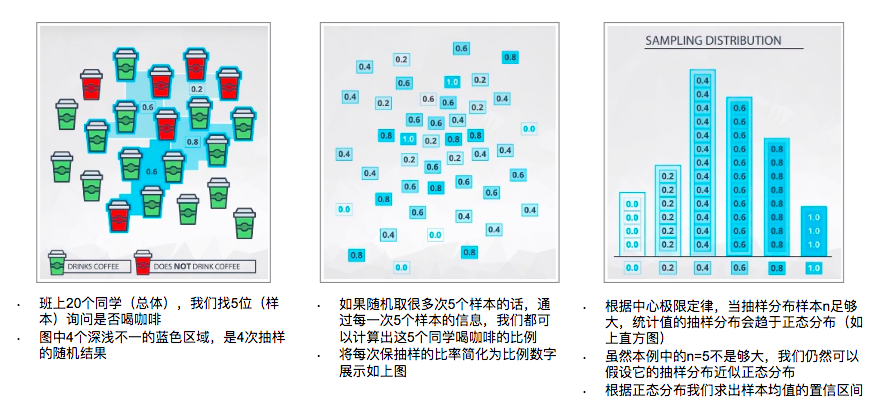 0.2
0.6
0.8
0.6
DRINKS COFFEE
DOES NOT DRINK COFFEE
· 班上20个同学（总体），我们找5位（样
本）询问是否喝咖啡
· 图中4个深浅不一的蓝色区域，是4次抽样
的随机结果
0.6
0.2 0.8
0.4
0.6 1.0 0.2
0.4 0.2 0.6 0.6 0.2 0.4
0.6 0.6 0.4 0.0
0.8 1.0 0.2 0.8 0.8
0.4 0.2 0.6 0.2 0.4 0.4
0.4 0.6
0.6 0.8 0.6
0.0 0.6 0.4 0.6
0.4 0.0 0.4
0.8 0.8
0.0
· 如果随机取很多次5个样本的话，通
过每一次5个样本的信息，我们都可
以计算出这5个同学喝咖啡的比例
· 将每次保抽样的比率简化为比例数字
展示如上图
SAMPLING DISTRIBUTION
0.4
0.4
0.4 0.6
0.4 0.6
0.4 0.6
0.4 0.6 0.8
0.4 0.6 0.8
0.2 0.4 0.6 0.8
0.2 0.4 0.6 0.8
0.0 0.2 0.4 0.6 0.8
0.0 0.2 0.4 0.6 0.8 1.0
0.0 0.2 0.4 0.6 0.8 1.0
0.0 0.2 0.4 0.6 0.8 1.0
0.0 0.2 0.4 0.6 0.8 1.0
· 根据中心极限定律，当抽样分布样本n足够
大，统计值的抽样分布会趋于正态分布（如
上直方图）
· 虽然本例中的n=5不是够大，我们仍然可以
假设它的抽样分布近似正态分布
· 根据正态分布我们求出样本均值的置信区间